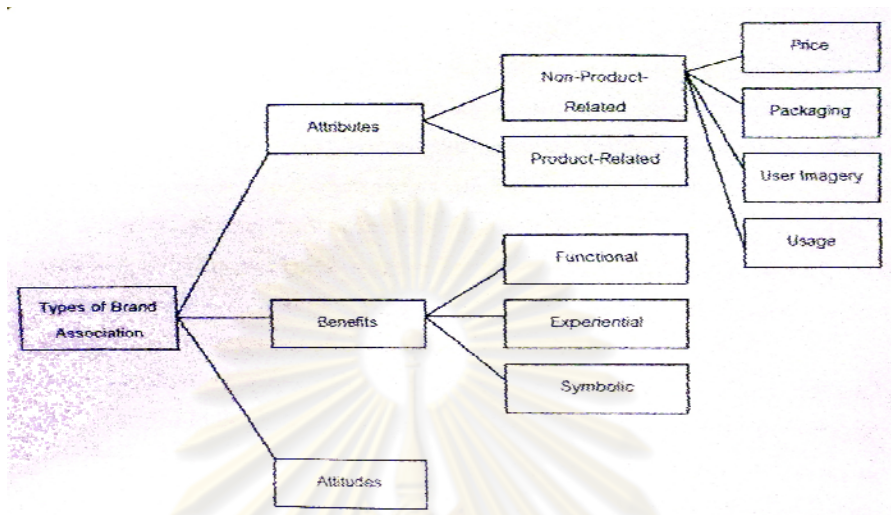 Types of Brand
Association
Attributes
Non-Product-
Related
Price
Packaging
User Imagery
Usage
Product-Related
Benefits
Functional
Experiential
Symbolic
Attitudes